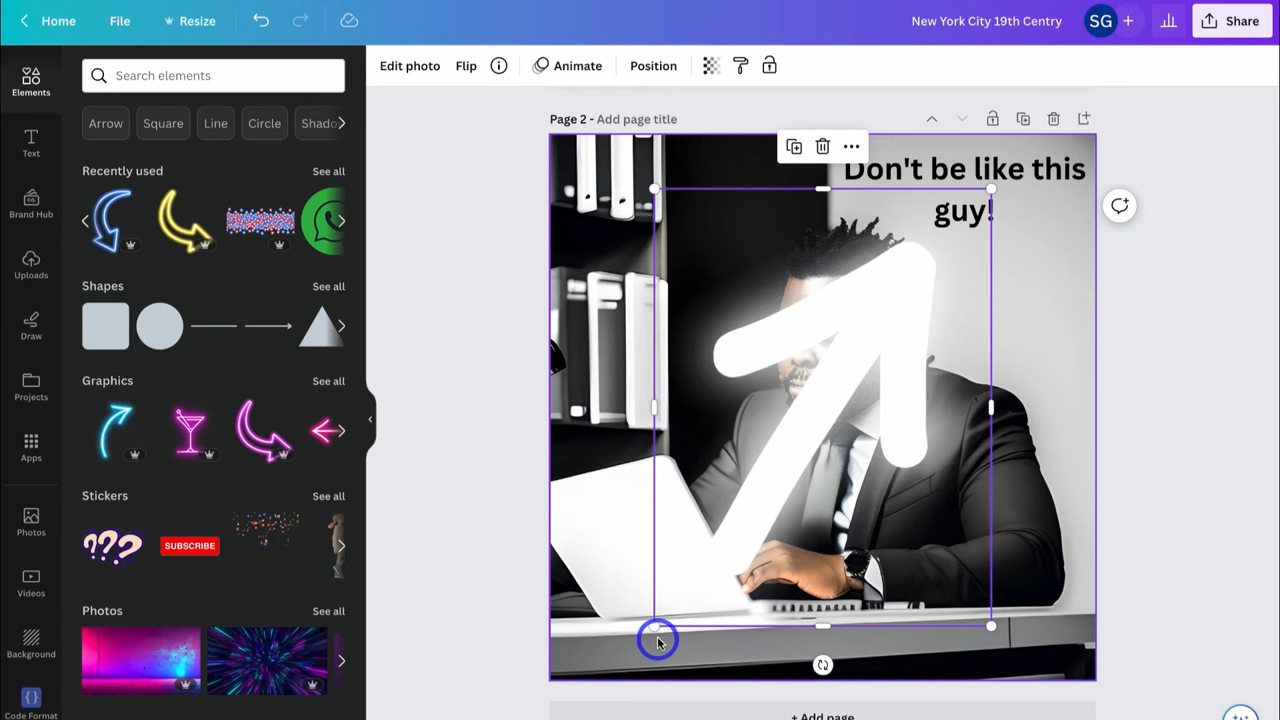 Home
File
Resize
New York City 19th Centry
SG
Share
Elements
Text
Brand Hub
Uploads
Draw
Projects
Apps
Photos
Videos
Background
Code Format
Search elements
Arrow
Square
Line
Circle
Shado
Recently used
See all
Shapes
See all
Graphics
See all
Stickers
See all
???
SUBSCRIBE
Photos
See all
Edit photo
Flip
Animate
Position
Page 2 - Add page title
Don't be like this
guy!
+ Add page